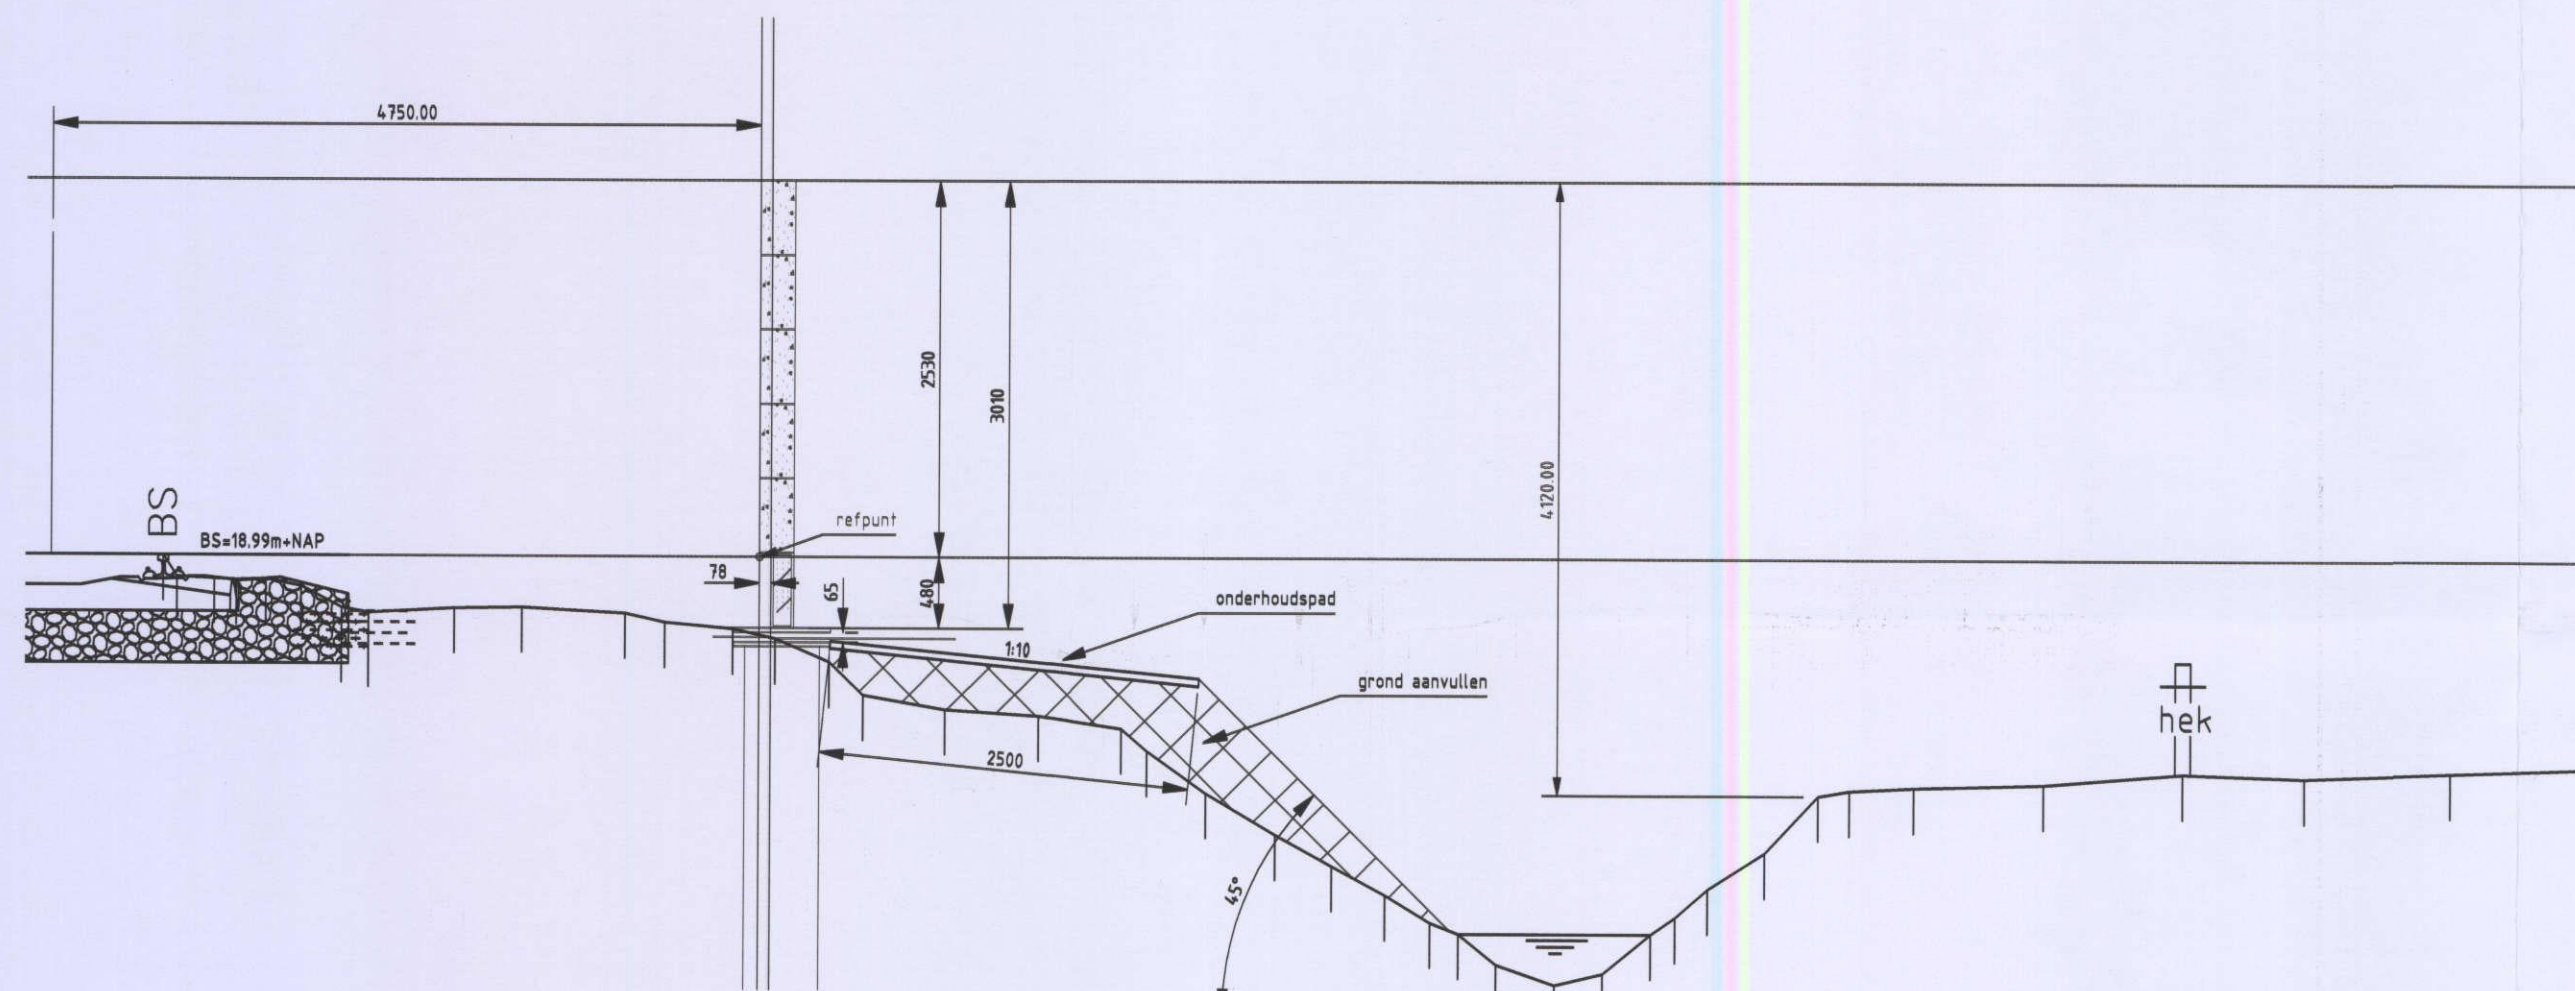 4750.00
2530
3010
4120.00
BS
BS=18.99m+NAP
refpunt
78
65
480
onderhoudspad
1:10
grond aanvullen
hek
2500
45°